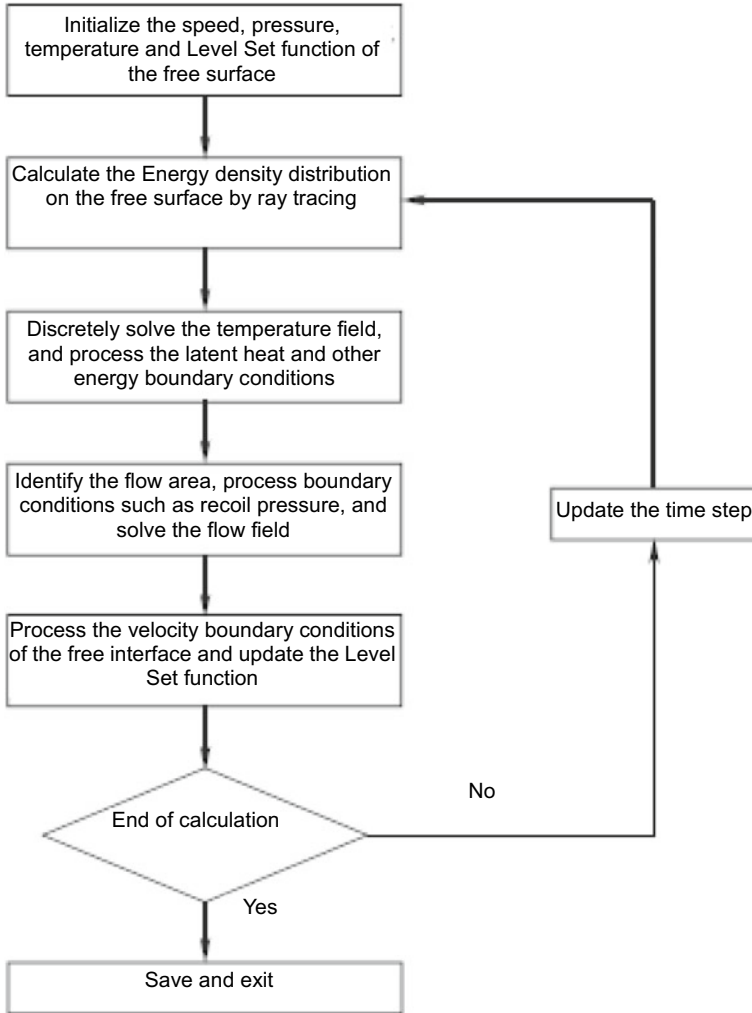 Initialize the speed, pressure,
temperature and Level Set function of
the free surface
Calculate the Energy density distribution
on the free surface by ray tracing
Discretely solve the temperature field,
and process the latent heat and other
energy boundary conditions
Identify the flow area, process boundary
conditions such as recoil pressure, and
solve the flow field
Update the time step
Process the velocity boundary conditions
of the free interface and update the Level
Set function
End of calculation
No
Yes
Save and exit